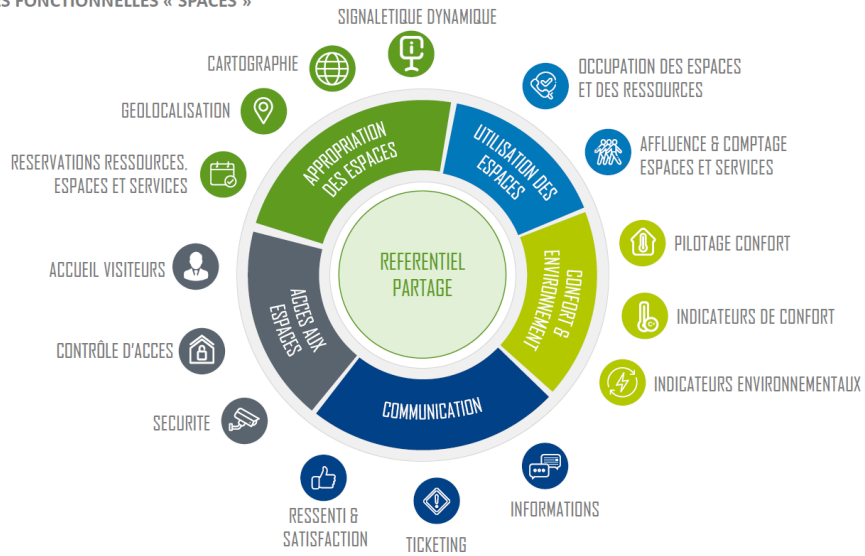 ES FONCTIONNELLES « SPACES »
SIGNALETIQUE DYNAMIQUE
CARTOGRAPHIE
GEOLOCALISATION
RESERVATIONS RESSOURCES,
ESPACES ET SERVICES
ACCUEIL VISITEURS
CONTRÔLE D'ACCES
SECURITE
RESSENTI &
SATISFACTION
TICKETING
INFORMATIONS
INDICATEURS ENVIRONNEMENTAUX
INDICATEURS DE CONFORT
PILOTAGE CONFORT
AFFLUENCE & COMPTAGE
ESPACES ET SERVICES
OCCUPATION DES ESPACES
ET DES RESSOURCES
APPROPRIATION
DES ESPACES
UTILISATION DES
ESPACES
CONFORT &
ENVIRONNEMENT
COMMUNICATION
ACCES AUX
ESPACES
REFERENTIEL
PARTAGE